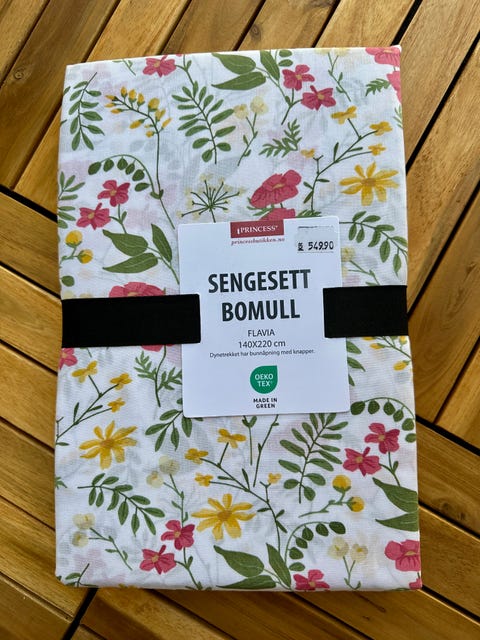 PRINCESS®
princessbutikken.no
549,90
SENGESETT
BOMULL
FLAVIA
140X220 cm
Dynetrekket har bunnåpning med knapper.
OEKO
TEX®
MADE IN
GREEN